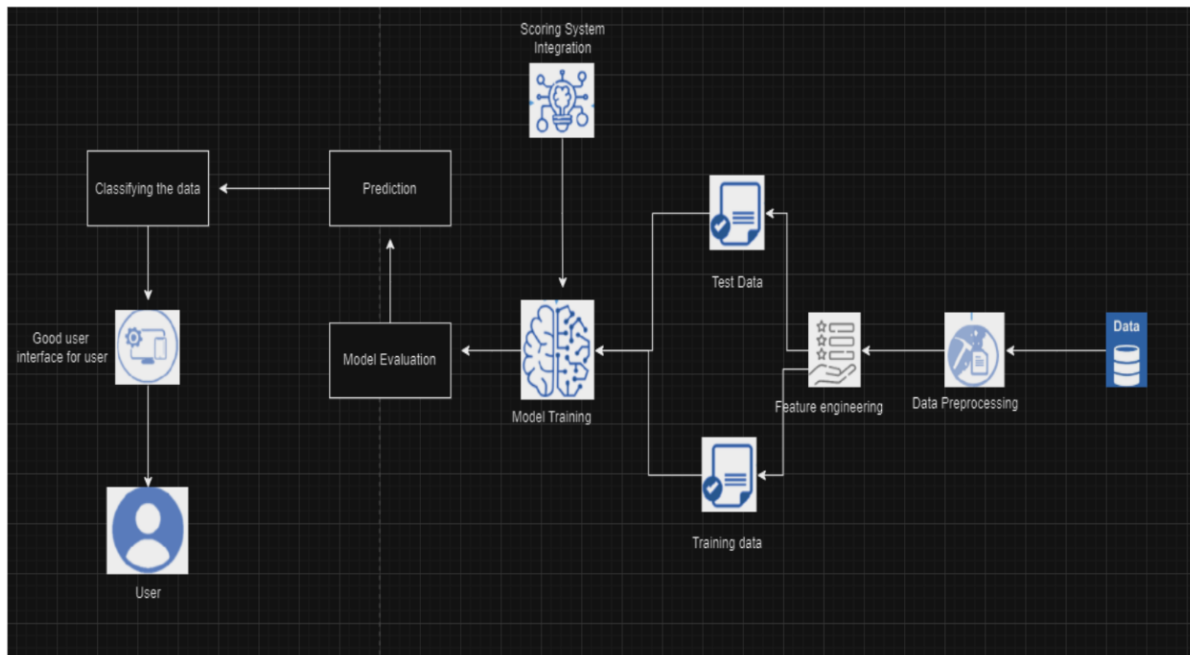 Scoring System
Integration
Classifying the data
Prediction
Test Data
Good user
interface for user
Model Evaluation
Model Training
Feature engineering
Data Preprocessing
Data
Training data
User